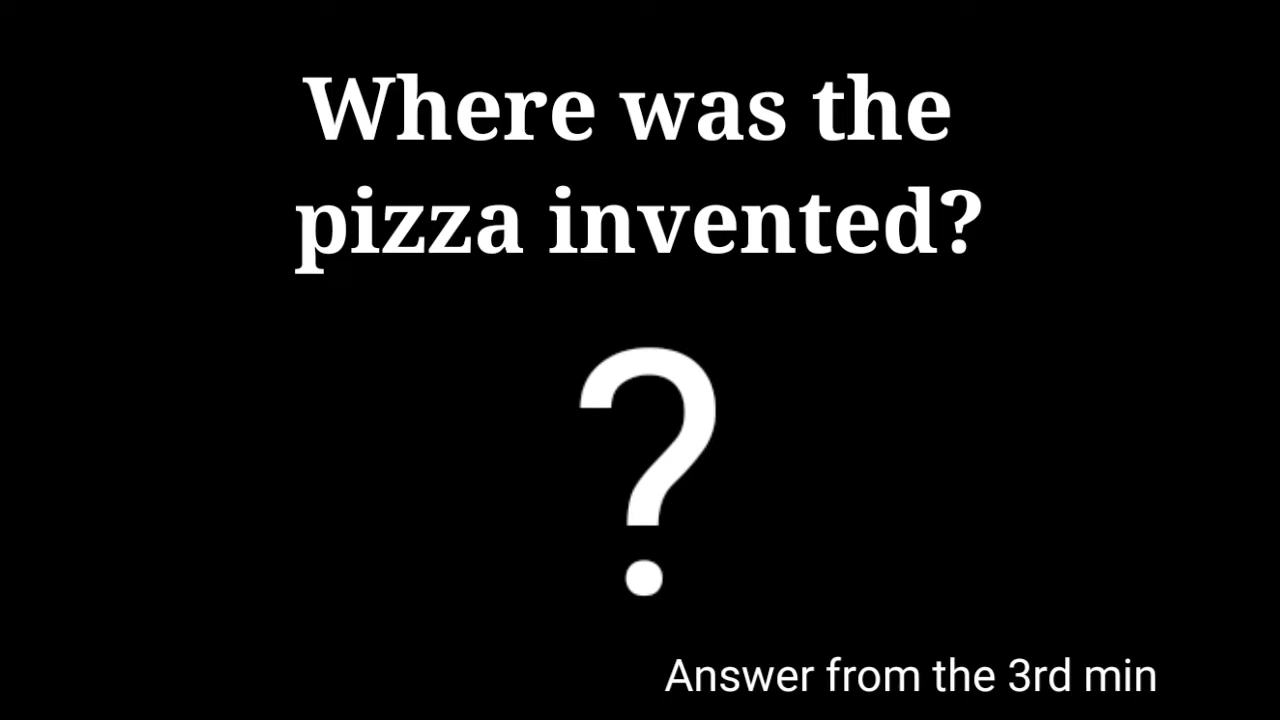 Where was the
pizza invented?
?
Answer from the 3rd min